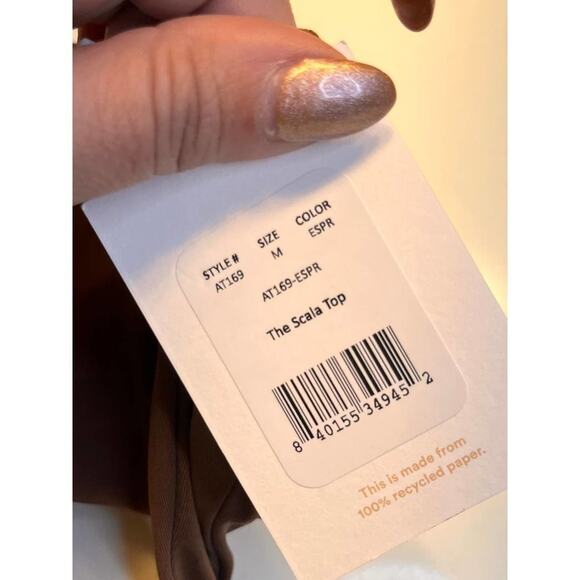 STYLE # SIZE COLOR
AT169 M ESPR
AT169-ESPR
The Scala Top
8 40155 34945 2
This is made from
100% recycled paper.